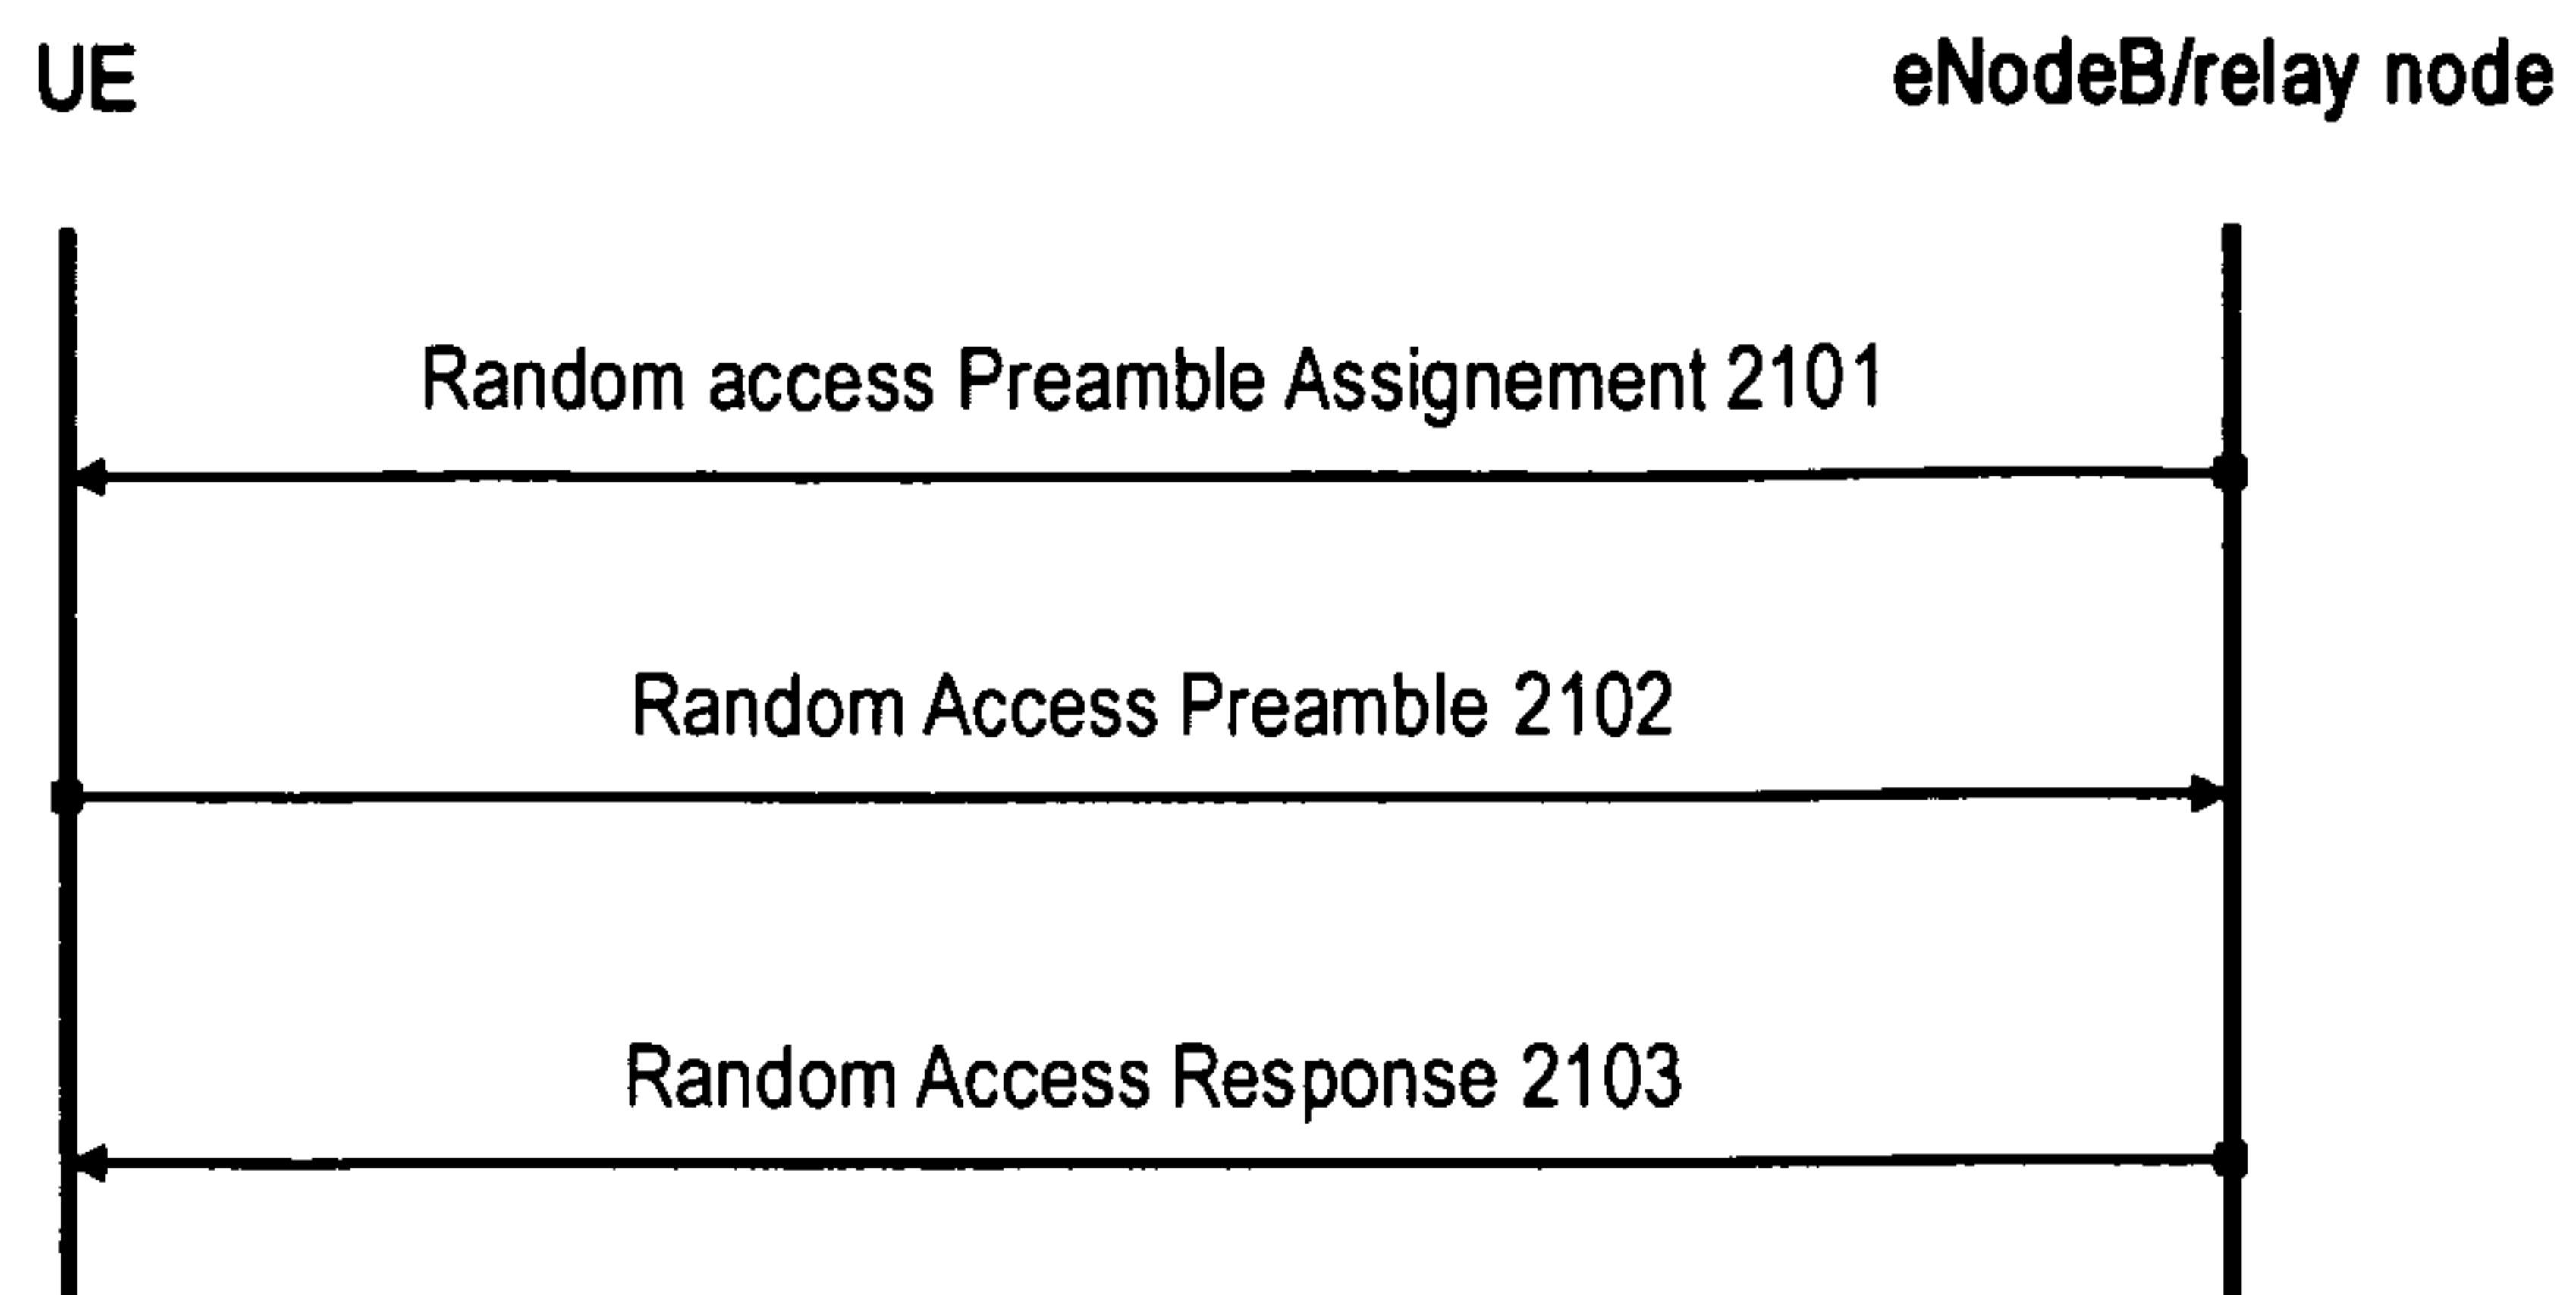 UE
eNodeB/relay node
Random access Preamble Assignement 2101
Random Access Preamble 2102
Random Access Response 2103